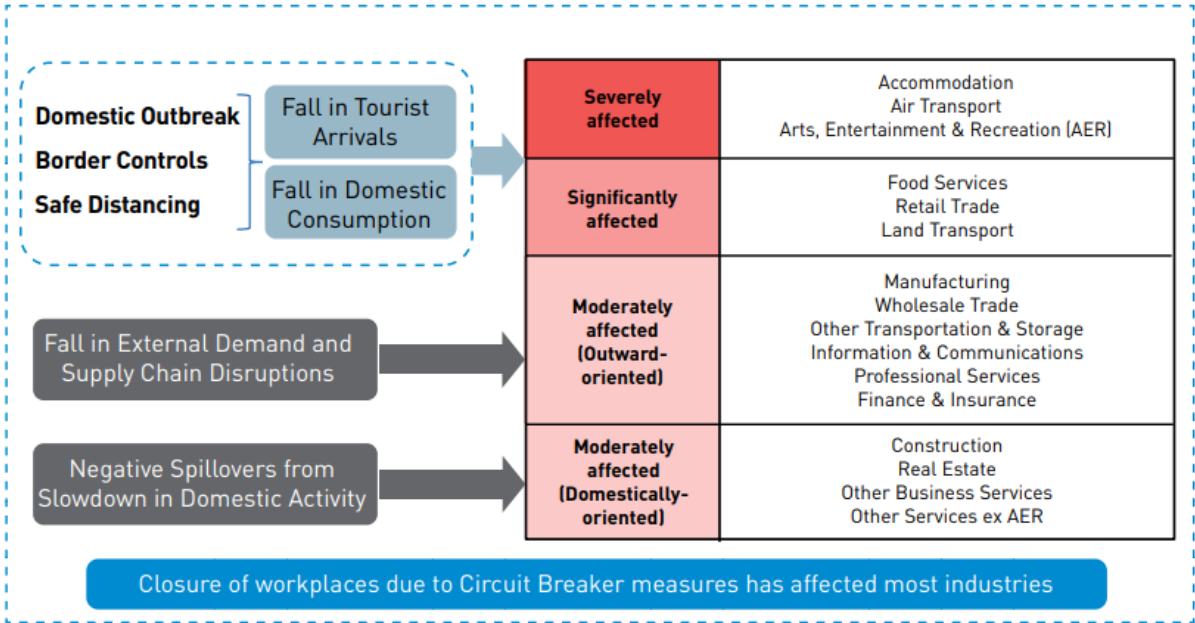 Domestic Outbreak
Border Controls
Safe Distancing
Fall in Tourist
Arrivals
Fall in Domestic
Consumption
Severely
affected
Accommodation
Air Transport
Arts, Entertainment & Recreation (AER)
Significantly
affected
Food Services
Retail Trade
Land Transport
Fall in External Demand and
Supply Chain Disruptions
Moderately
affected
(Outward-
oriented)
Manufacturing
Wholesale Trade
Other Transportation & Storage
Information & Communications
Professional Services
Finance & Insurance
Negative Spillovers from
Slowdown in Domestic Activity
Moderately
affected
(Domestically-
oriented)
Construction
Real Estate
Other Business Services
Other Services ex AER
Closure of workplaces due to Circuit Breaker measures has affected most industries